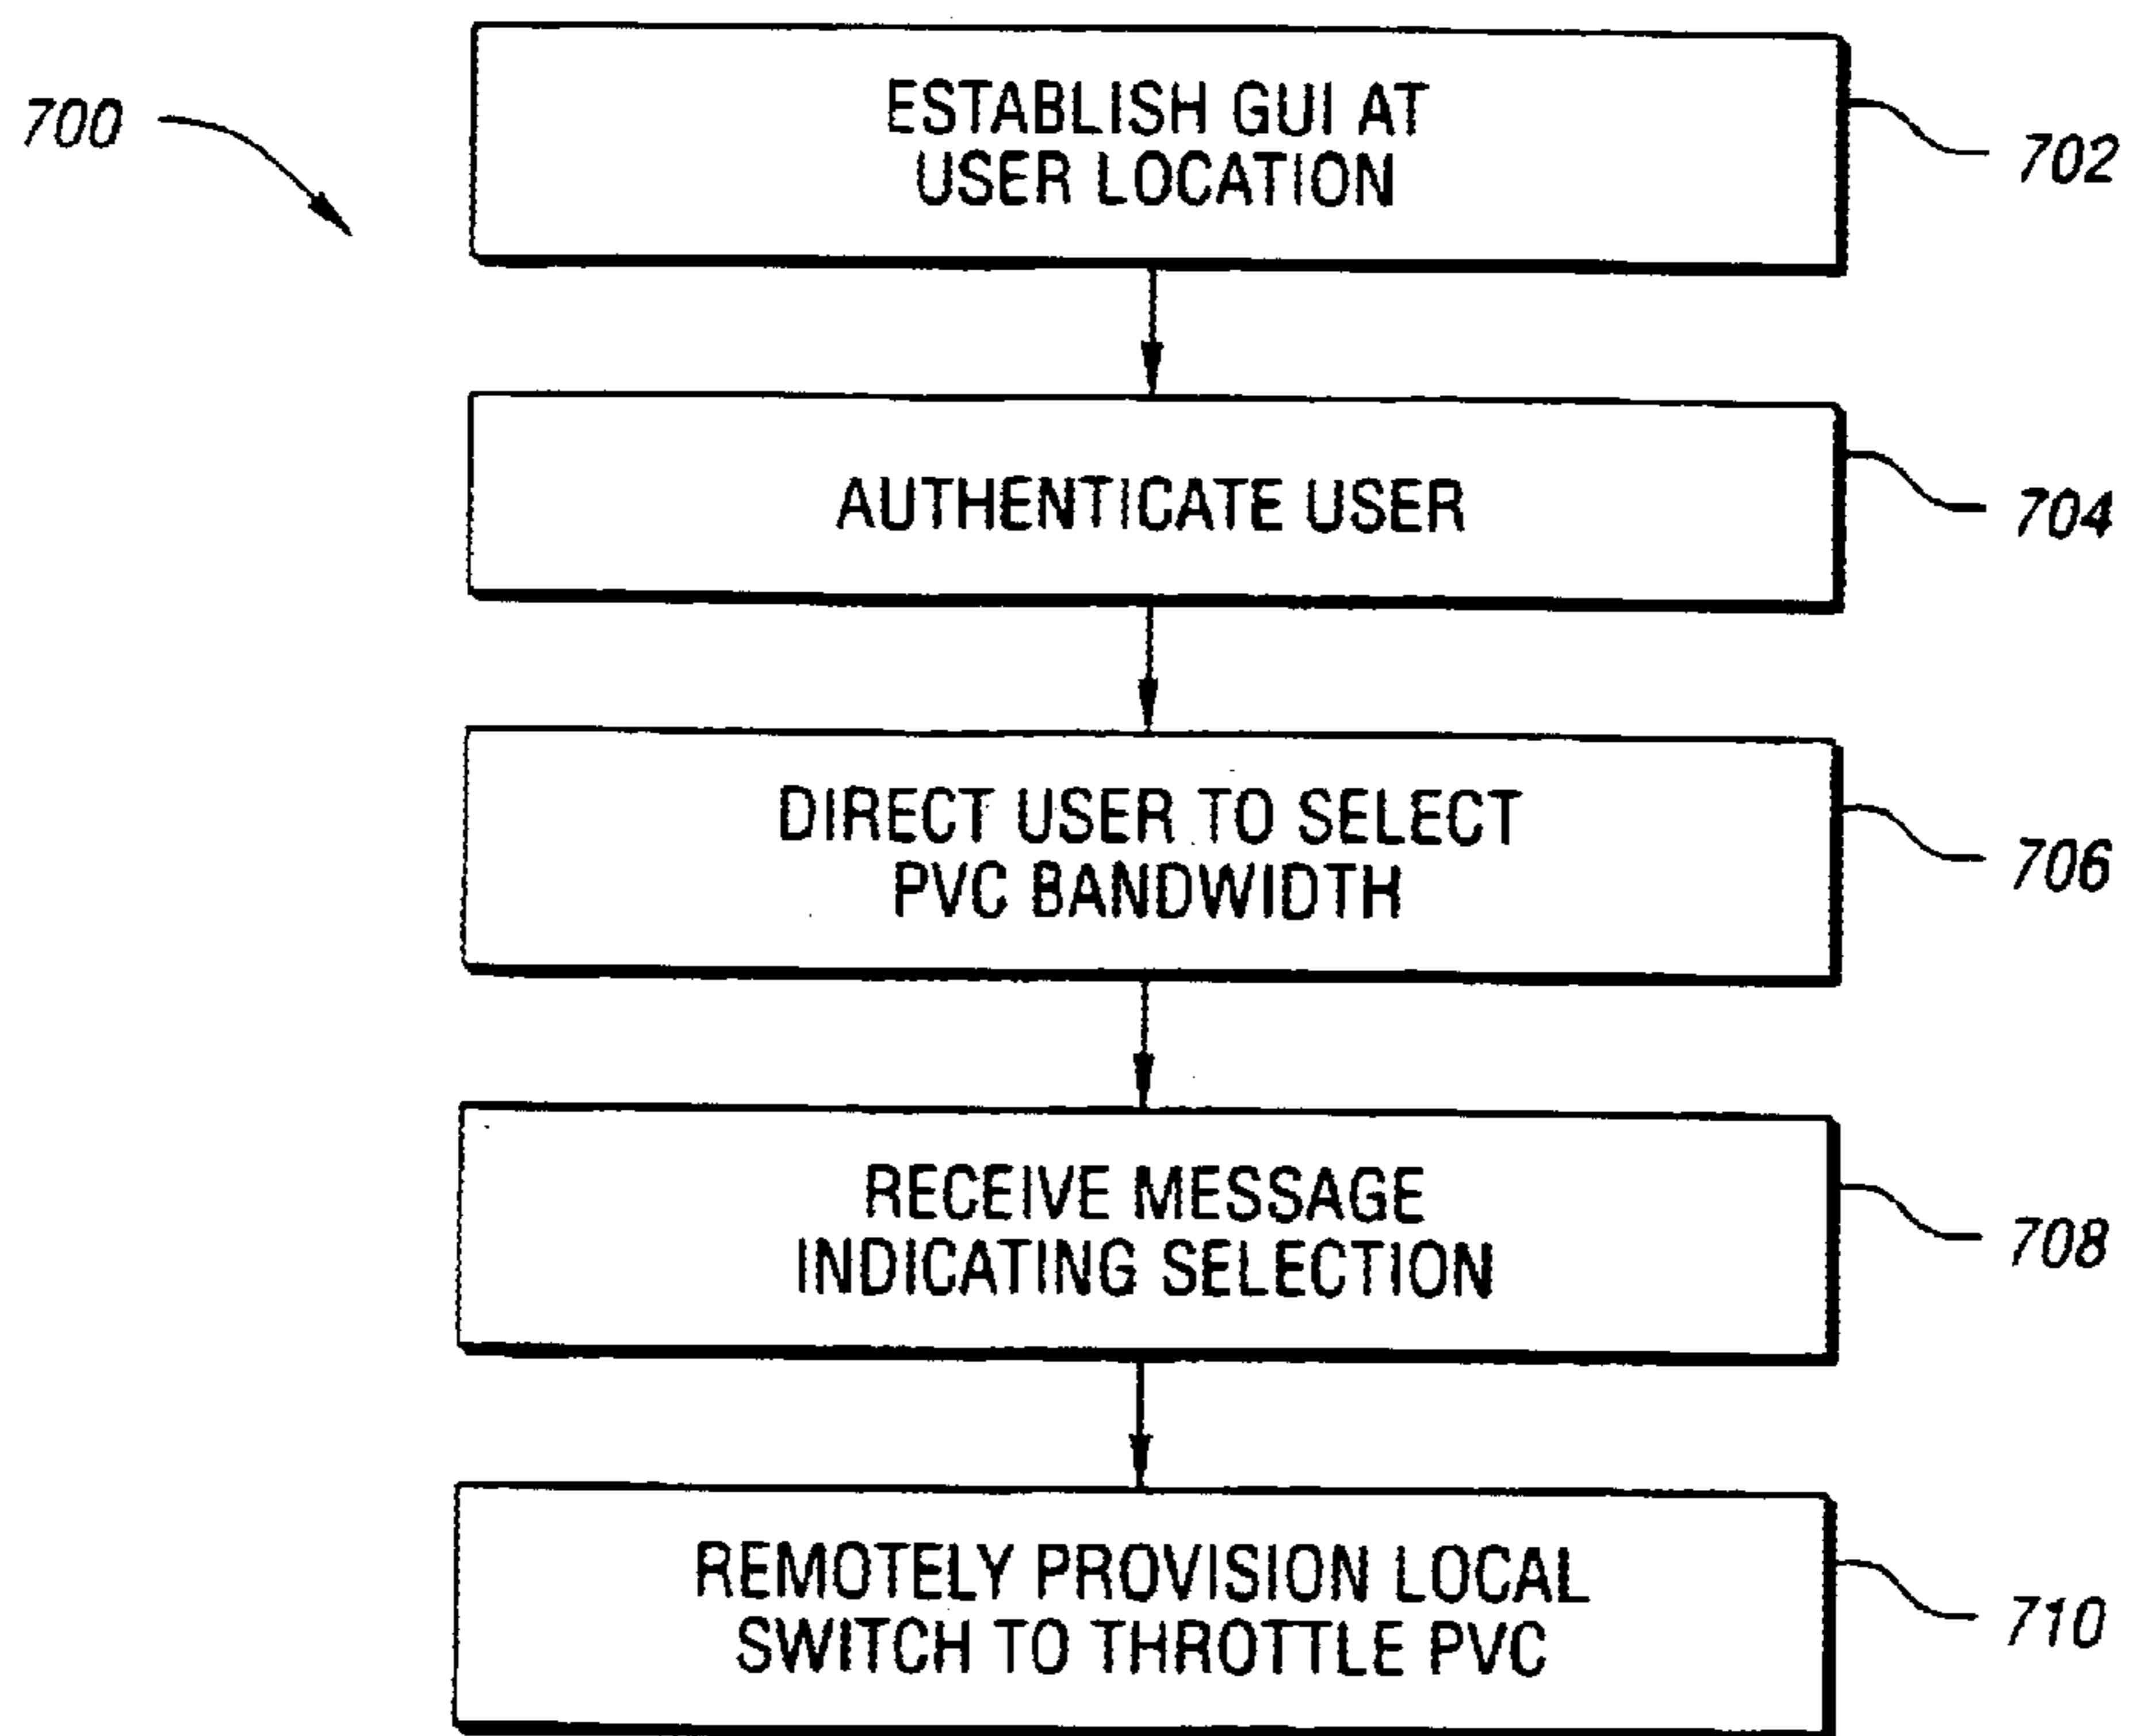 700
ESTABLISH GUI AT
USER LOCATION
702
AUTHENTICATE USER
704
DIRECT USER TO SELECT
PVC BANDWIDTH
706
RECEIVE MESSAGE
INDICATING SELECTION
708
REMOTELY PROVISION LOCAL
SWITCH TO THROTTLE PVC
710